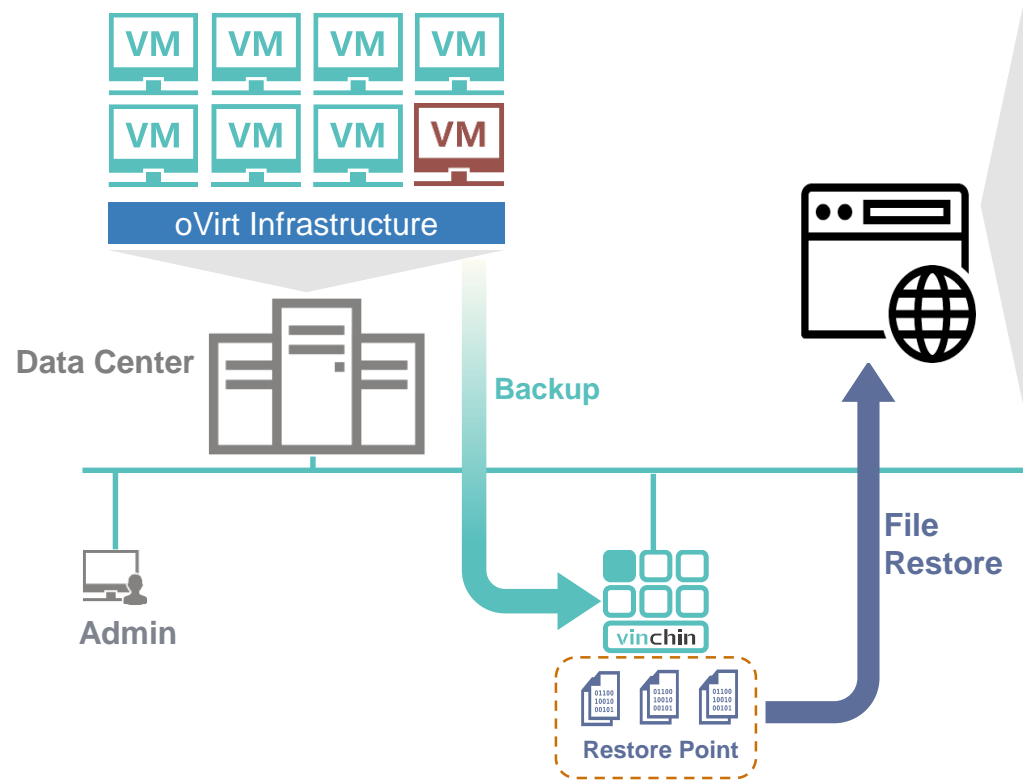 VM VM VM VM
VM VM VM VM
oVirt Infrastructure
Data Center
Backup
File
Restore
Admin
vinchin
01100 01100 01100
10010 10010 10010
00101 00101 00101
Restore Point